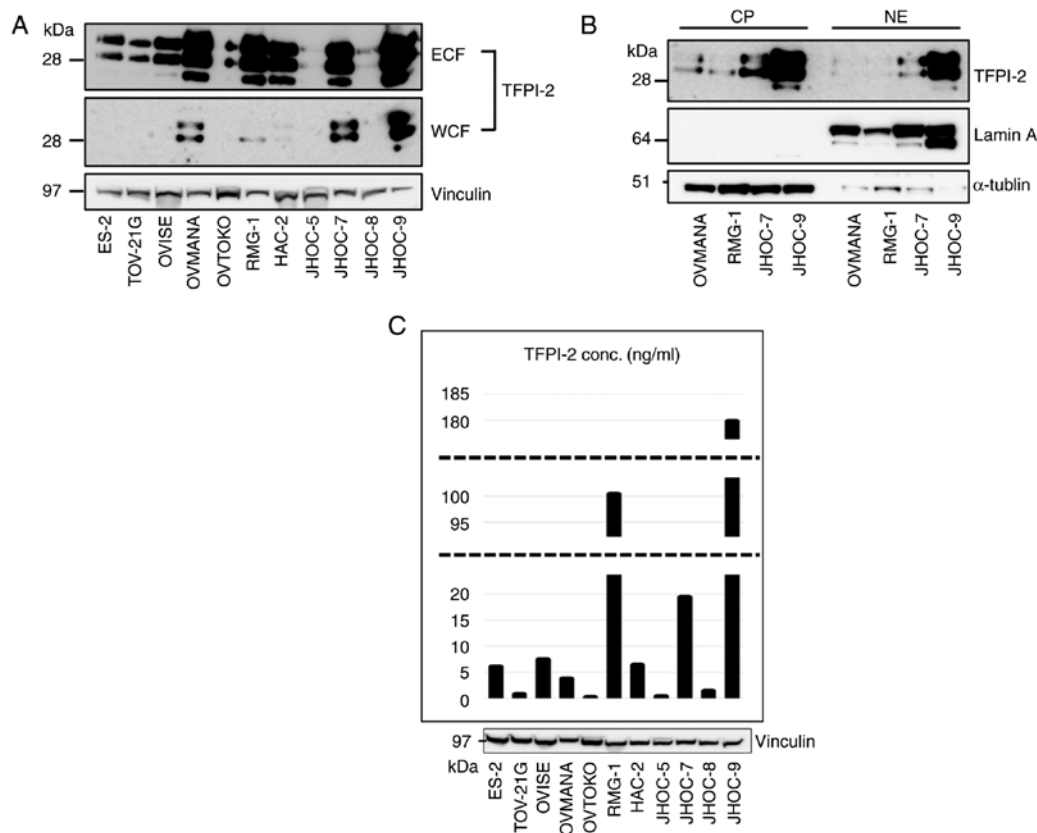 A
kDa
28
ECF
TFPI-2
28
WCF
97
Vinculin
ES-2
TOV-21G
OVISE
OVMANA
OVTOKO
RMG-1
HAC-2
JHOC-5
JHOC-7
JHOC-8
JHOC-9
B
CP
NE
kDa
28
TFPI-2
64
Lamin A
51
α-tublin
OVMANA
RMG-1
JHOC-7
JHOC-9
OVMANA
RMG-1
JHOC-7
JHOC-9
C
TFPI-2 conc. (ng/ml)
185
180
100
95
20
15
10
5
0
97
Vinculin
kDa
ES-2
TOV-21G
OVISE
OVMANA
OVTOKO
RMG-1
HAC-2
JHOC-5
JHOC-7
JHOC-8
JHOC-9